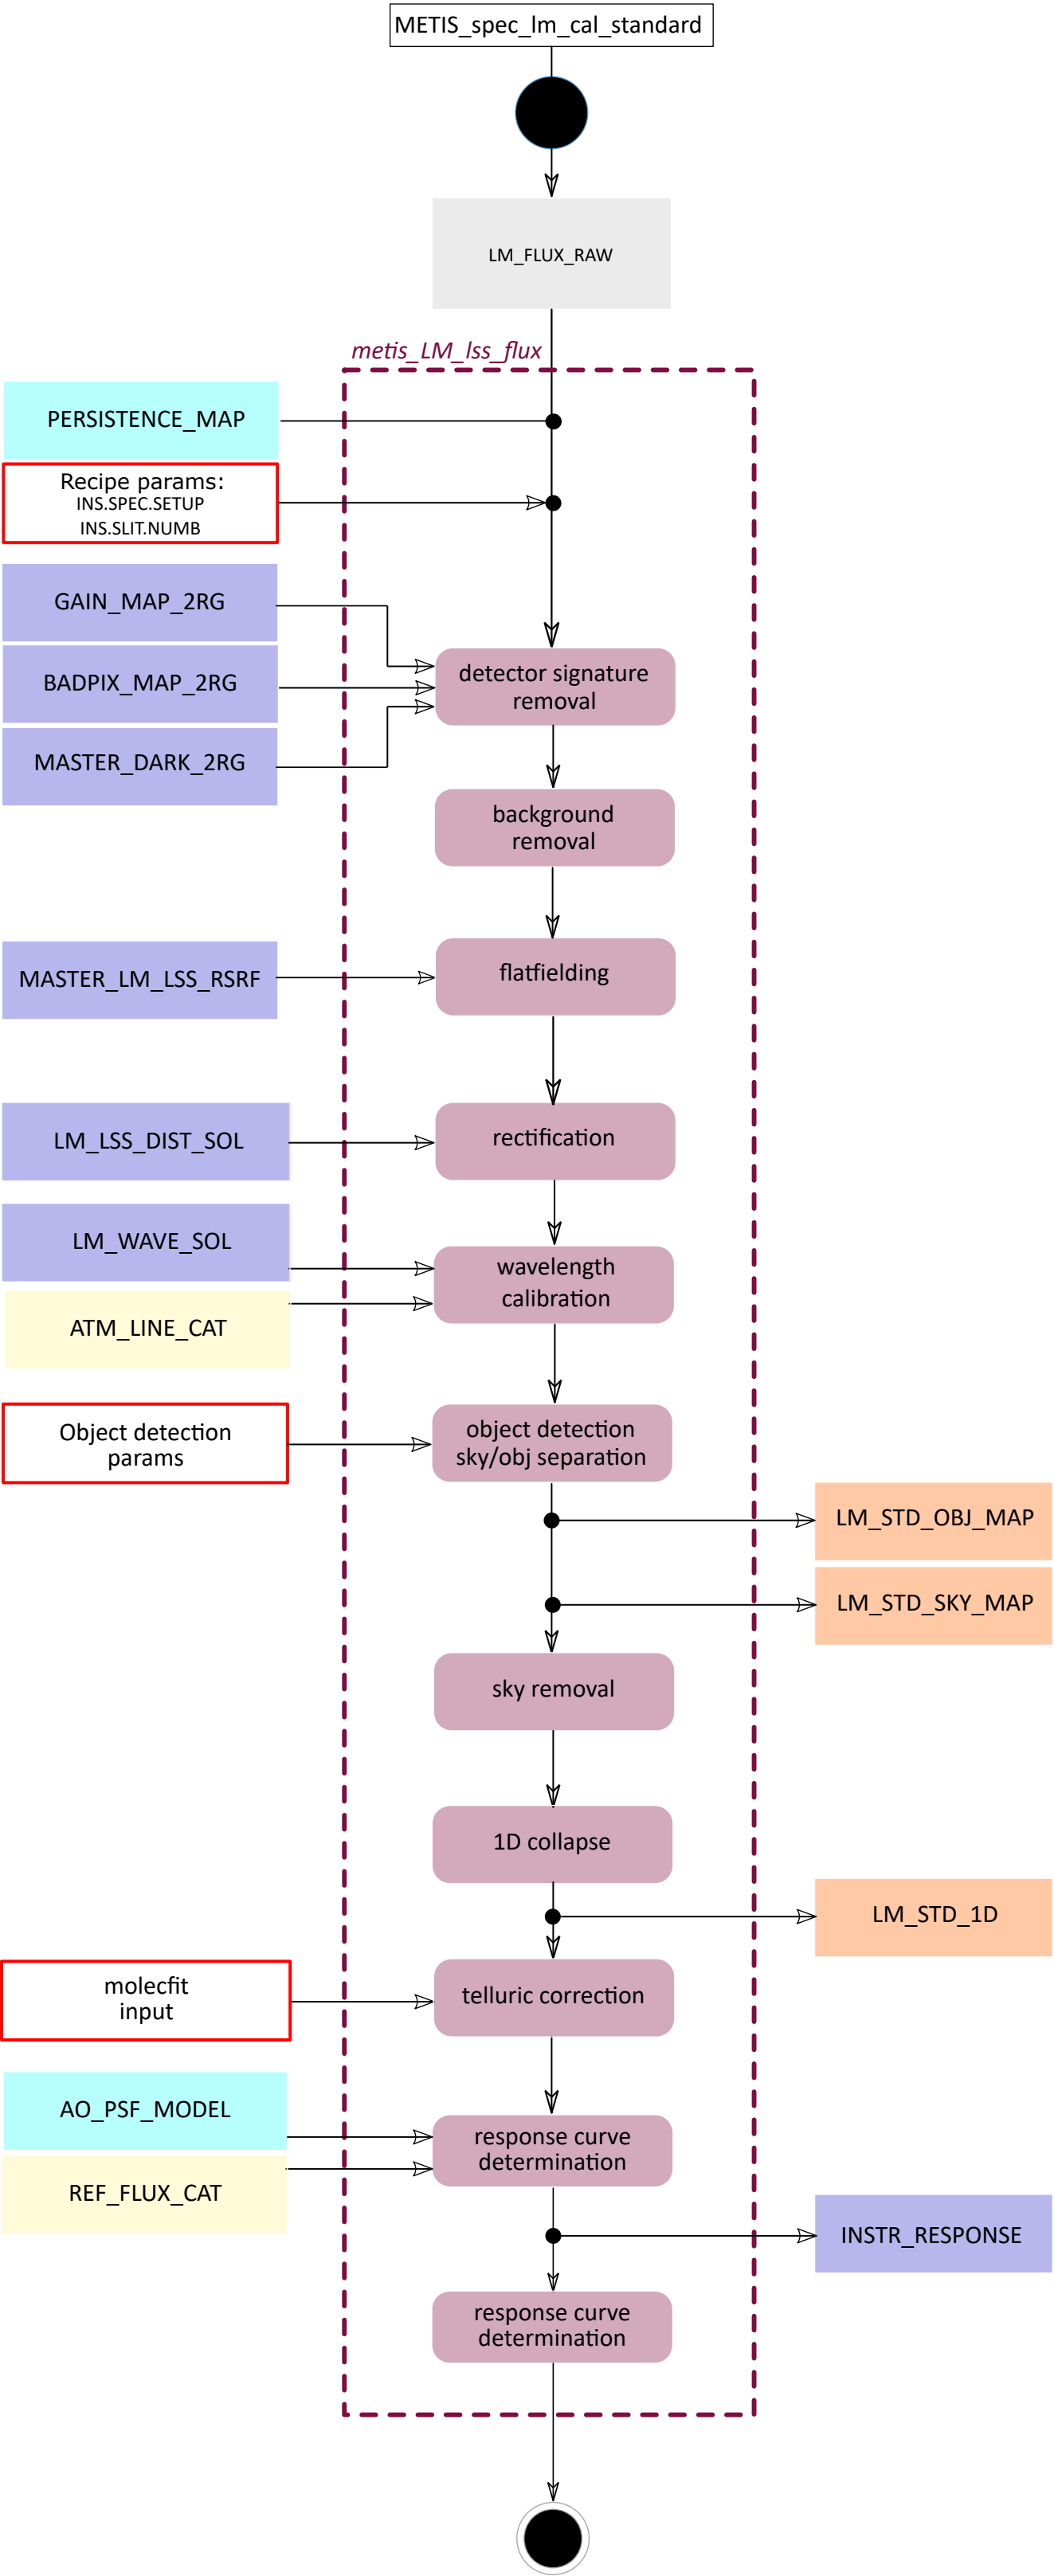 METIS_spec_lm_cal_standard
LM_FLUX_RAW
metis_LM_lss_flux
PERSISTENCE_MAP
Recipe params:
INS.SPEC.SETUP
INS.SLIT.NUMB
GAIN_MAP_2RG
BADPIX_MAP_2RG
MASTER_DARK_2RG
detector signature
removal
background
removal
MASTER_LM_LSS_RSRF
flatfielding
LM_LSS_DIST_SOL
rectification
LM_WAVE_SOL
ATM_LINE_CAT
wavelength
calibration
Object detection
params
object detection
sky/obj separation
LM_STD_OBJ_MAP
LM_STD_SKY_MAP
sky removal
1D collapse
LM_STD_1D
molecfit
input
telluric correction
AO_PSF_MODEL
REF_FLUX_CAT
response curve
determination
INSTR_RESPONSE
response curve
determination